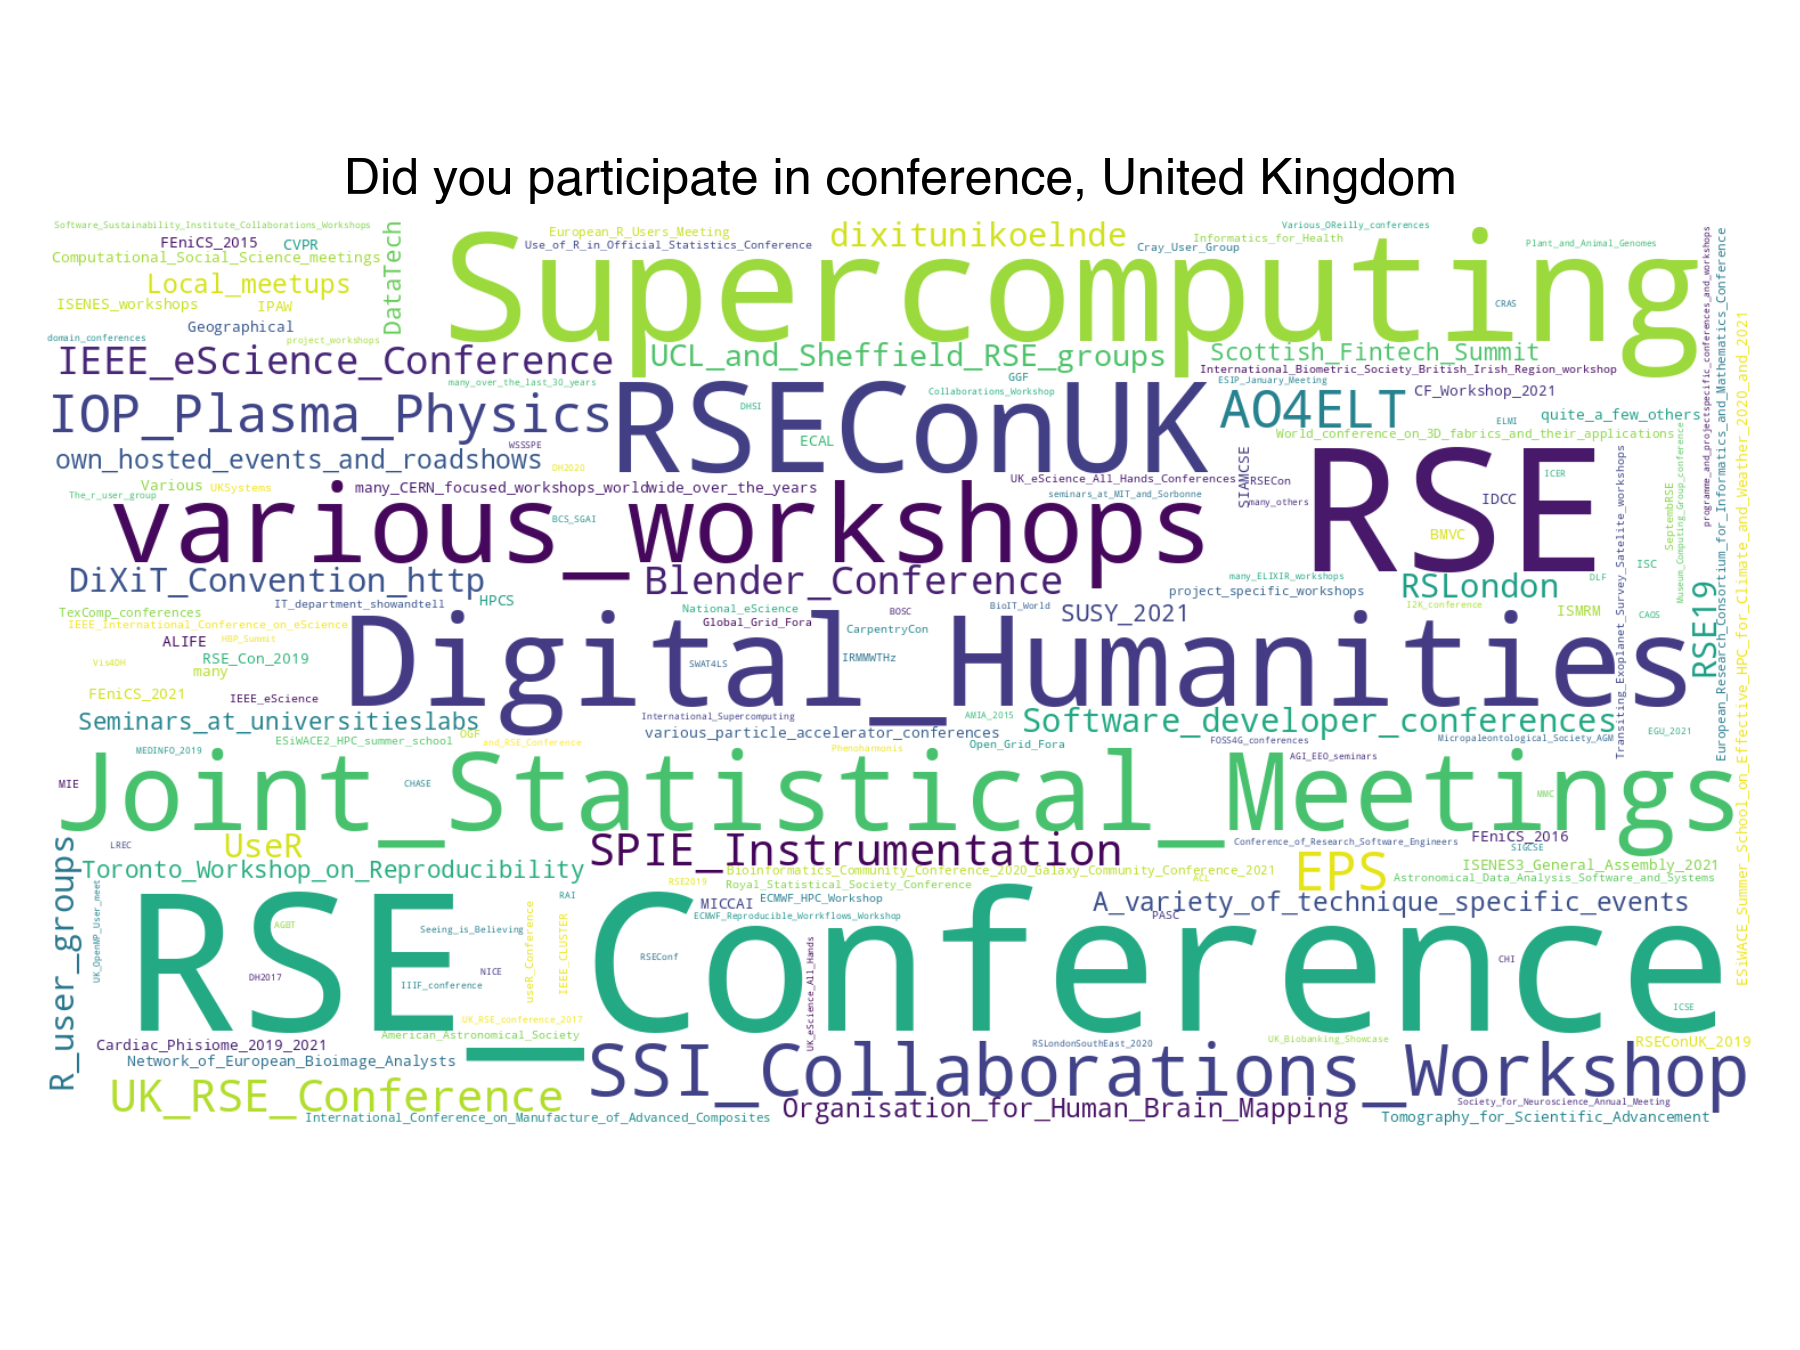 Did you participate in conference, United Kingdom
Software_Sustainability_Institute_Collaborations_Workshops
FEniCS_2015
CVPR
Computational_Social_Science_meetings
DataTech
European_R_Users_Meeting
Use_of_R_in_Official_Statistics_Conference
dixitunikoelnde
Cray_User_Group
Informatics_for_Health
Various_OReilly_conferences
Plant_and_Animal_Genomes
Supercomputing
CRAS
Local_meetups
ISENES_workshops
IPAW
Geographical
domain_conferences
project_workshops
IEEE_eScience_Conference
UCL_and_Sheffield_RSE_groups
Scottish_Fintech_Summit
International_Biometric_Society_British_Irish_Region_workshop
many_over_the_last_30_years
GGF
Collaborations_Workshop
DHSI
ESIP_January_Meeting
CF_Workshop_2021
IOP_Plasma_Physics
RSEConUK
AO4ELT
quite_a_few_others
ELMI
World_conference_on_3D_fabrics_and_their_applications
WSSSPE
ECAL
own_hosted_events_and_roadshows
DH2020
RSE
SIAMCSE
ICER
The_r_user_group
Various
UKSystems
many_CERN_focused_workshops_worldwide_over_the_years
UK_eScience_All_Hands_Conferences
RSECon
seminars_at_MIT_and_Sorbonne
many_others
IDCC
various_workshops
BCS_SGAI
BMVC
SeptembRSE
Museum_Computing_Group_conference
programme_and_projectspecific_conferences_and_workshops
European_Research_Consortium_for_Informatics_and_Mathematics_Conference
ESiWACE_Summer_School_on_Effective_HPC_for_Climate_and_Weather_2020_and_2021
Transiting_Exoplanet_Survey_Satellite_workshops
DiXiT_Convention_http
Blender_Conference
many_ELIXIR_workshops
project_specific_workshops
RSLondon
DLF
ISC
RSE19
TexComp_conferences
IT_department_showandtell
HPCS
National_eScience
Global_Grid_Fora
BOSC
BioIT_World
SUSY_2021
I2K_conference
ISMRM
CAOS
IEEE_International_Conference_on_eScience
ALIFE
HBP_Summit
CarpentryCon
Digital_Humanities
Vis4DH
RSE_Con_2019
many
SWAT4LS
IRMMWTHz
FEniCS_2021
IEEE_eScience
Seminars_at_universitieslabs
International_Supercomputing
AMIA_2015
Software_developer_conferences
various_particle_accelerator_conferences
MEDINFO_2019
ESiWACE2_HPC_summer_school
OGF
and_RSE_Conference
Phenoharmonis
Open_Grid_Fora
FOSS4G_conferences
AGI_EEO_seminars
Micropaleontological_Society_AGM
EGU_2021
MIE
Joint_Statistical_Meetings
CHASE
MMC
R_user_groups
LREC
UseR
SPIE_Instrumentation
Conference_of_Research_Software_Engineers
FEniCS_2016
SIGCSE
Toronto_Workshop_on_Reproducibility
Bioinformatics_Community_Conference_2020_Galaxy_Community_Conference_2021
EPS
ISENES3_General_Assembly_2021
RSE2019
Royal_Statistical_Society_Conference
ACL
Astronomical_Data_Analysis_Software_and_Systems
UK_OpenMP_User_meet
RAI
MICCAI
ECMWF_HPC_Workshop
ECMWF_Reproducible_Worrkflows_Workshop
A_variety_of_technique_specific_events
PASC
RSE_Conference
AGBT
Seeing_is_Believing
useR_Conference
IEEE_CLUSTER
RSEConf
UK_eScience_All_Hands
CHI
DH2017
NICE
IIIF_conference
ICSE
UK_RSE_conference_2017
American_Astronomical_Society
Cardiac_Phisiome_2019_2021
Network_of_European_Bioimage_Analysts
RSLondonSouthEast_2020
UK_Biobanking_Showcase
RSEConUK_2019
SSI_Collaborations_Workshop
UK_RSE_Conference
Organisation_for_Human_Brain_Mapping
Society_for_Neuroscience_Annual_Meeting
International_Conference_on_Manufacture_of_Advanced_Composites
Tomography_for_Scientific_Advancement